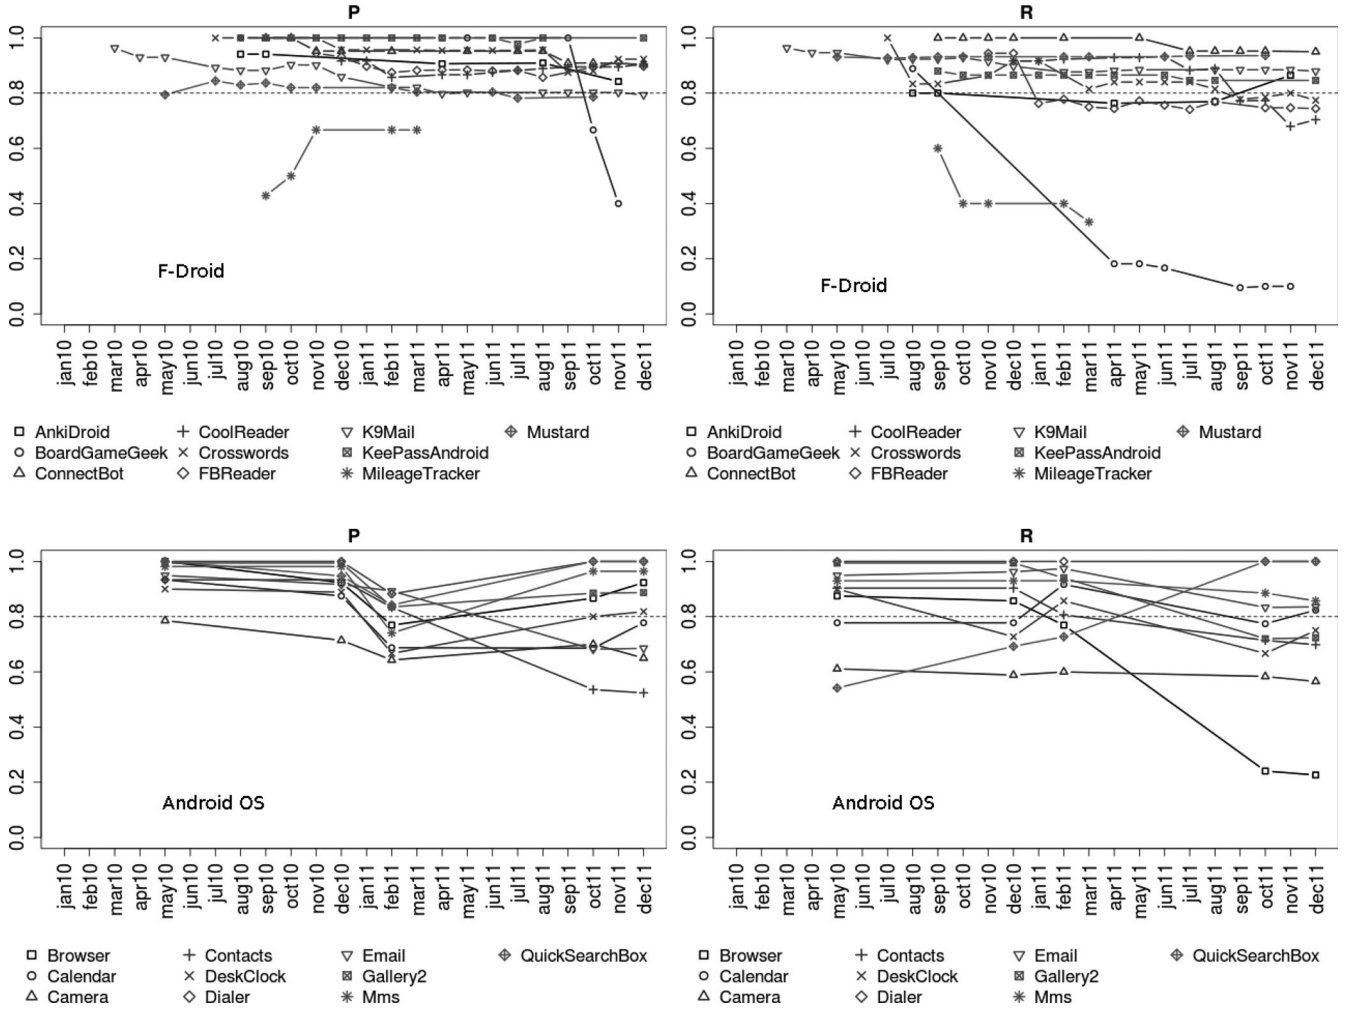 P
1.0
0.8
0.6
0.4
0.2
0.0
F-Droid
jan10 feb10 mar10 apr10 may10 jun10 jul10 aug10 sep10 oct10 nov10 dec10 jan11 feb11 mar11 apr11 may11 jun11 jul11 aug11 sep11 oct11 nov11 dec11
AnkiDroid CoolReader K9Mail Mustard
BoardGameGeek Crosswords KeePassAndroid
ConnectBot FBReader MileageTracker
R
1.0
0.8
0.6
0.4
0.2
0.0
F-Droid
jan10 feb10 mar10 apr10 may10 jun10 jul10 aug10 sep10 oct10 nov10 dec10 jan11 feb11 mar11 apr11 may11 jun11 jul11 aug11 sep11 oct11 nov11 dec11
AnkiDroid CoolReader K9Mail Mustard
BoardGameGeek Crosswords KeePassAndroid
ConnectBot FBReader MileageTracker
P
1.0
0.8
0.6
0.4
0.2
0.0
Android OS
jan10 feb10 mar10 apr10 may10 jun10 jul10 aug10 sep10 oct10 nov10 dec10 jan11 feb11 mar11 apr11 may11 jun11 jul11 aug11 sep11 oct11 nov11 dec11
Browser Contacts Email QuickSearchBox
Calendar DeskClock Gallery2
Camera Dialer Mms
R
1.0
0.8
0.6
0.4
0.2
0.0
Android OS
jan10 feb10 mar10 apr10 may10 jun10 jul10 aug10 sep10 oct10 nov10 dec10 jan11 feb11 mar11 apr11 may11 jun11 jul11 aug11 sep11 oct11 nov11 dec11
Browser Contacts Email QuickSearchBox
Calendar DeskClock Gallery2
Camera Dialer Mms